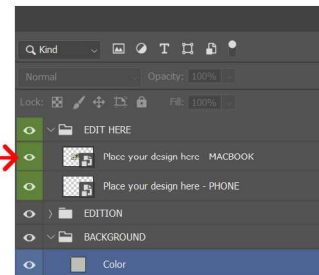 Kind
Normal Opacity: 100%
Lock: Fill: 100%
EDIT HERE
Place your design here - MACBOOK
Place your design here - PHONE
EDITION
BACKGROUND
Color